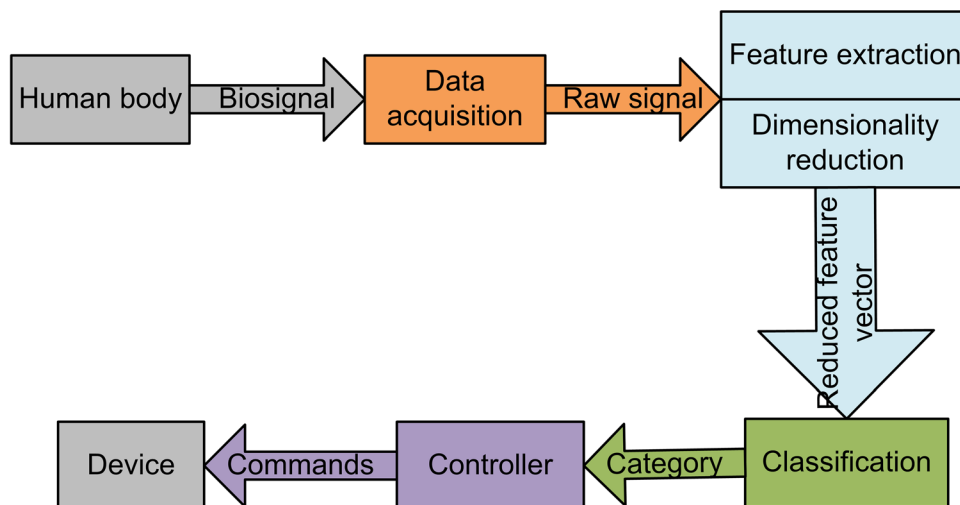 Human body
Biosignal
Data
acquisition
Raw signal
Feature extraction
Dimensionality
reduction
Reduced feature
vector
Classification
Category
Controller
Commands
Device